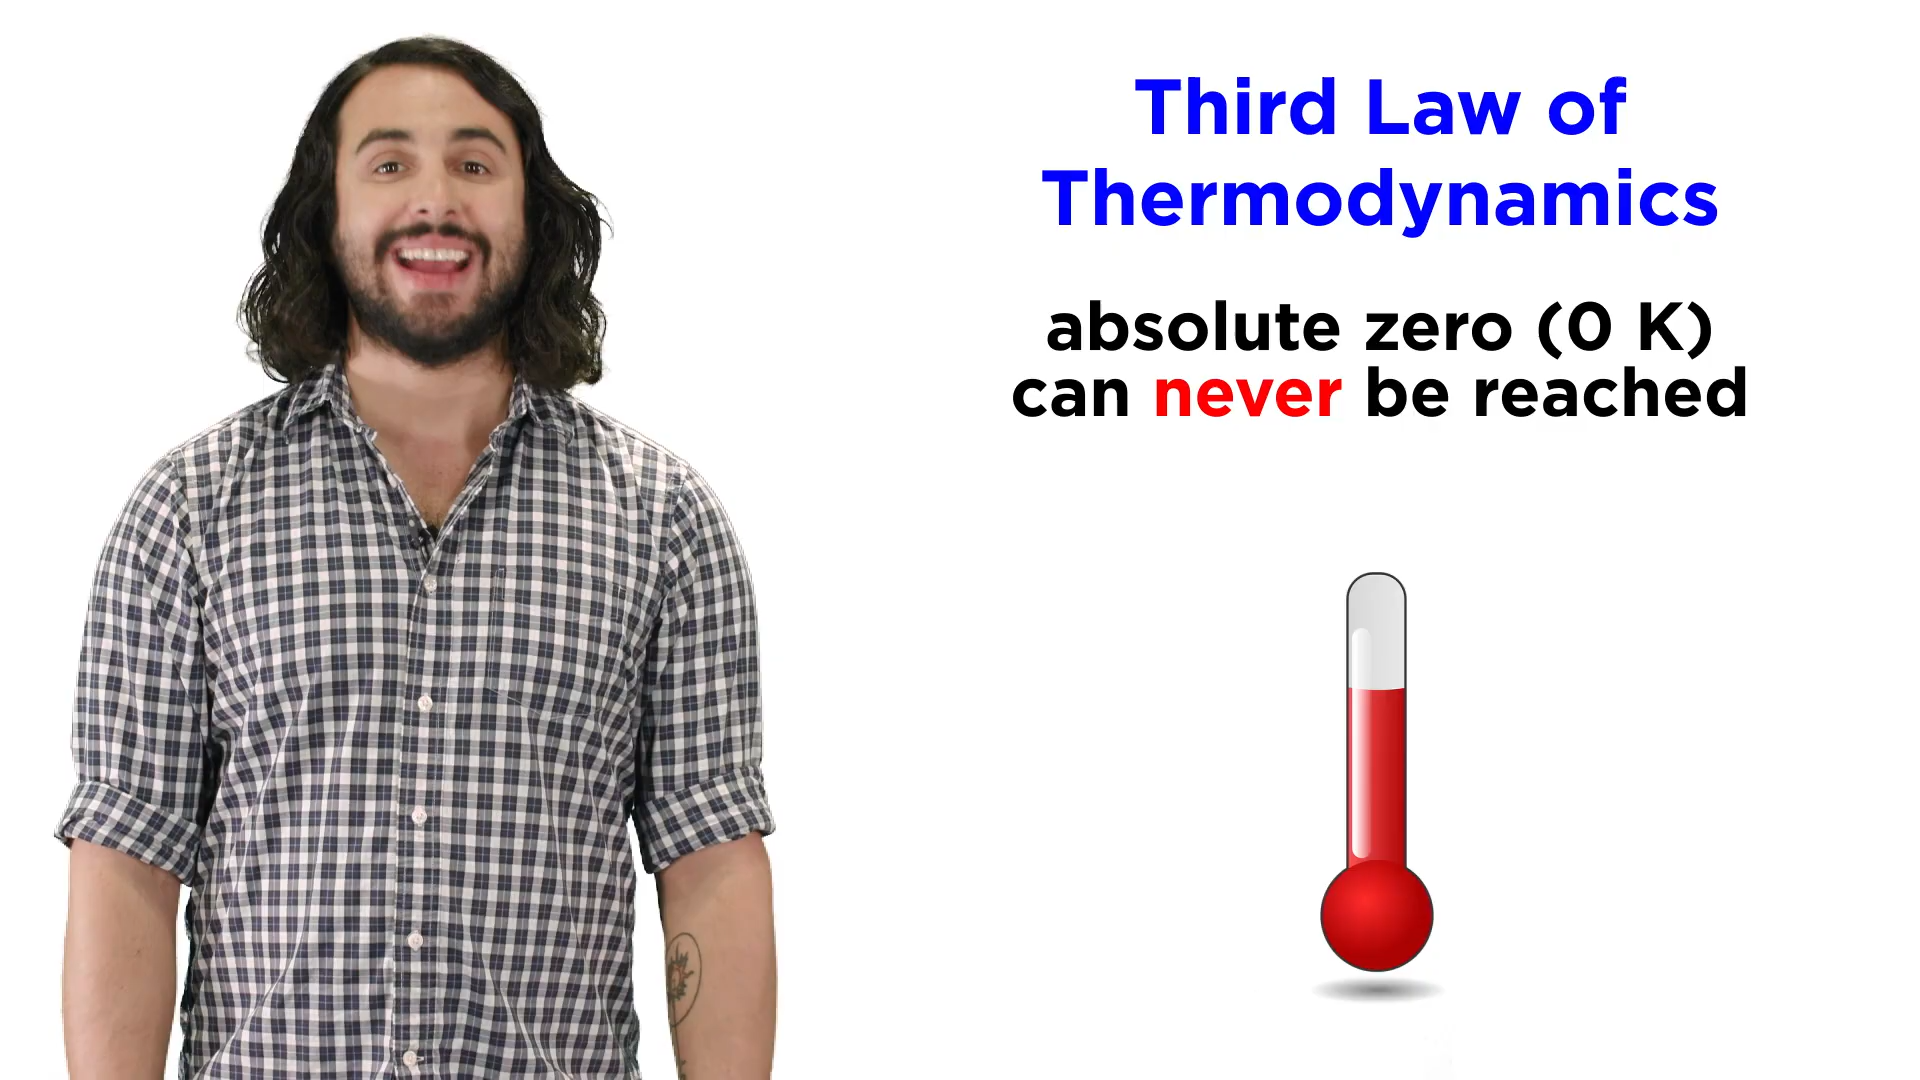 Third Law of
Thermodynamics
absolute zero (0 K)
can never be reached